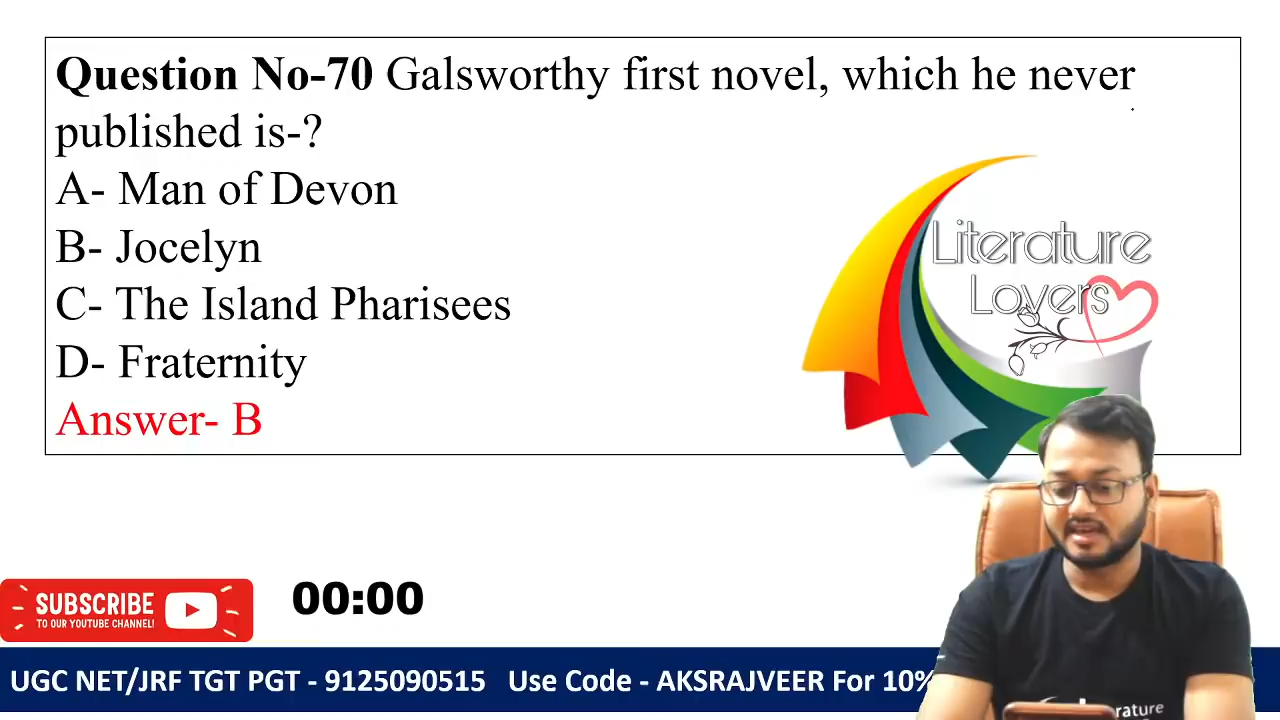 Question No-70 Galsworthy first novel, which he never
published is-?
A- Man of Devon
B- Jocelyn
C- The Island Pharisees
D- Fraternity
Answer- B
Literature
Lovers
SUBSCRIBE
TO OUR YOUTUBE CHANNEL!
00:00
UGC NET/JRF TGT PGT - 9125090515 Use Code - AKSRAJVEER For 10%